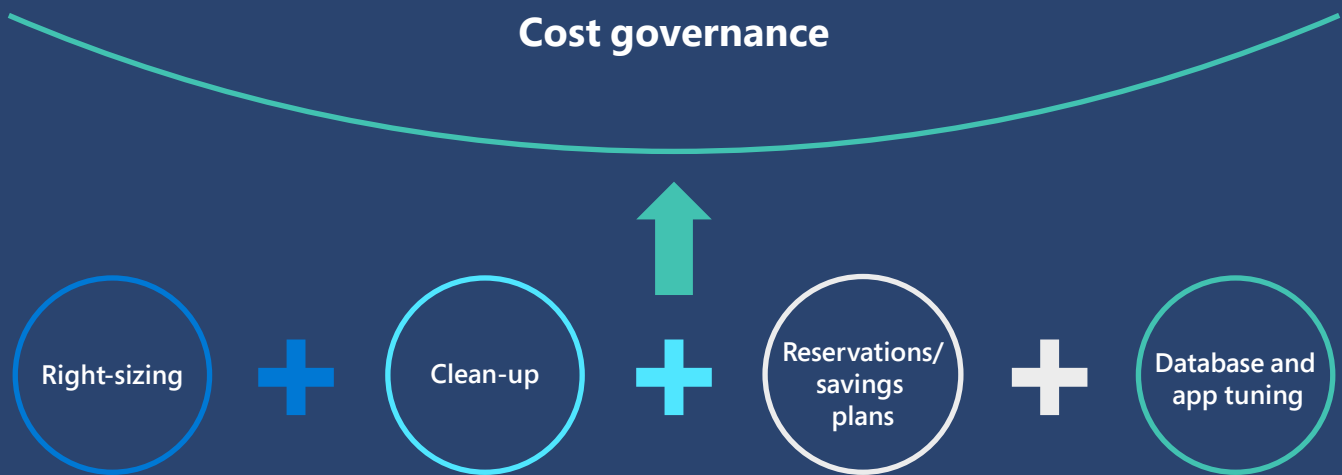 Cost governance
Right-sizing
Clean-up
Reservations/
savings
plans
Database and
app tuning